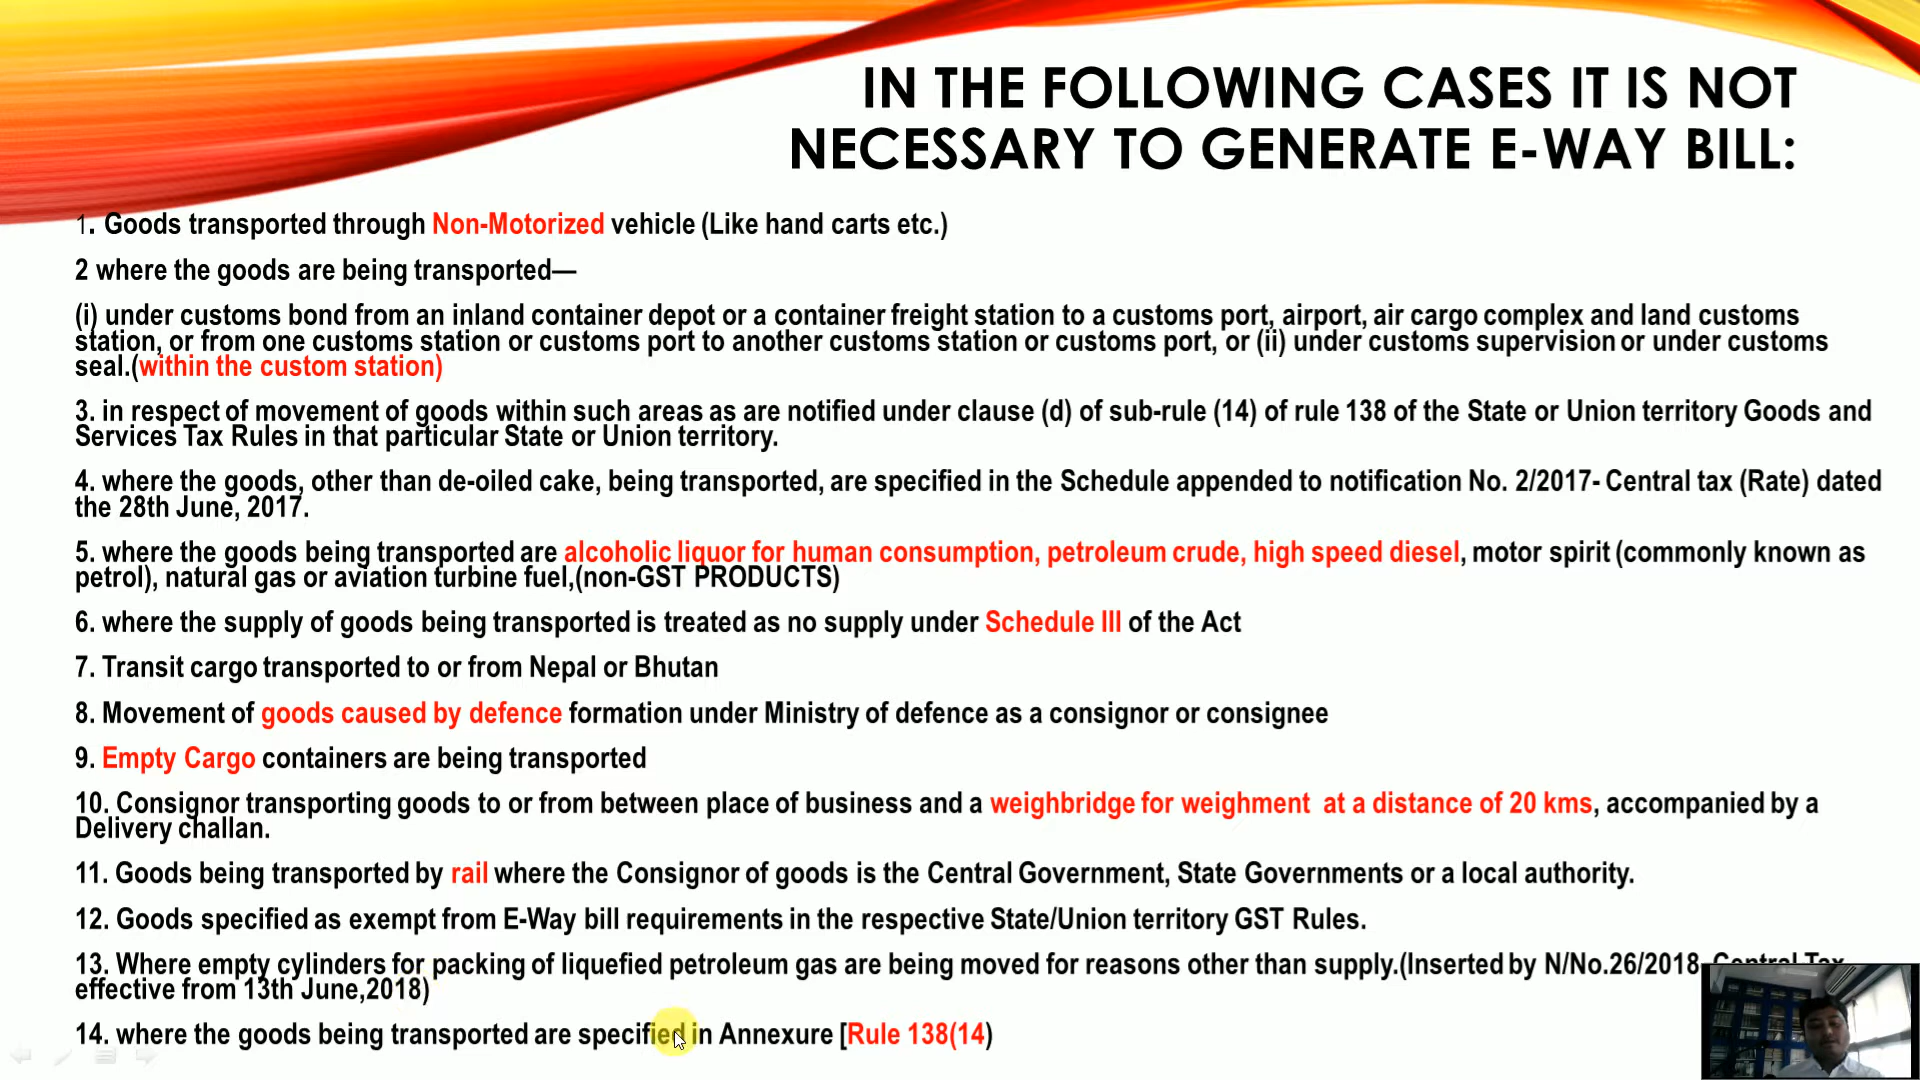 IN THE FOLLOWING CASES IT IS NOT
NECESSARY TO GENERATE E-WAY BILL:
1. Goods transported through Non-Motorized vehicle (Like hand carts etc.)
2 where the goods are being transported—
(i) under customs bond from an inland container depot or a container freight station to a customs port, airport, air cargo complex and land customs
station, or from one customs station or customs port to another customs station or customs port, or (ii) under customs supervision or under customs
seal.(within the custom station)
3. in respect of movement of goods within such areas as are notified under clause (d) of sub-rule (14) of rule 138 of the State or Union territory Goods and
Services Tax Rules in that particular State or Union territory.
4. where the goods, other than de-oiled cake, being transported, are specified in the Schedule appended to notification No. 2/2017- Central tax (Rate) dated
the 28th June, 2017.
5. where the goods being transported are alcoholic liquor for human consumption, petroleum crude, high speed diesel, motor spirit (commonly known as
petrol), natural gas or aviation turbine fuel,(non-GST PRODUCTS)
6. where the supply of goods being transported is treated as no supply under Schedule III of the Act
7. Transit cargo transported to or from Nepal or Bhutan
8. Movement of goods caused by defence formation under Ministry of defence as a consignor or consignee
9. Empty Cargo containers are being transported
10. Consignor transporting goods to or from between place of business and a weighbridge for weighment at a distance of 20 kms, accompanied by a
Delivery challan.
11. Goods being transported by rail where the Consignor of goods is the Central Government, State Governments or a local authority.
12. Goods specified as exempt from E-Way bill requirements in the respective State/Union territory GST Rules.
13. Where empty cylinders for packing of liquefied petroleum gas are being moved for reasons other than supply.(Inserted by N/No.26/2018- Central Tax
effective from 13th June,2018)
14. where the goods being transported are specified in Annexure [Rule 138(14)